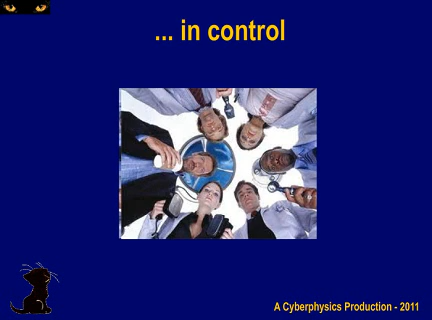 ... in control
A Cyberphysics Production - 2011